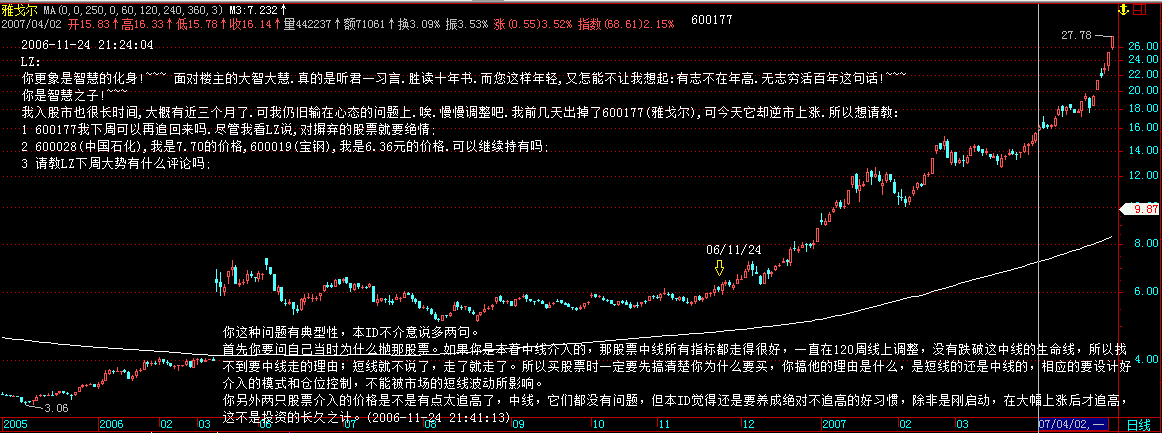 雅戈尔 MA(0,0,250,0,60,120,240,360,3) M3:7.232↑
2007/04/02 开15.83↑高16.33↑低15.78↑收16.14↑量442237↑额71061↑换3.09% 振3.53% 涨(0.55)3.52% 指数(68.61)2.15%
600177
27.78
2006-11-24 21:24:04
LZ:
你更象是智慧的化身!~~~ 面对楼主的大智大慧.真的是听君一习言.胜读十年书.而您这样年轻,又怎能不让我想起:有志不在年高.无志穷活百年这句话!~~~
你是智慧之子!~~~
我入股市也很长时间,大概有近三个月了.可我仍旧输在心态的问题上.唉.慢慢调整吧.我前几天出掉了600177(雅戈尔),可今天它却逆市上涨.所以想请教:
1 600177我下周可以再追回来吗.尽管我看LZ说,对摒弃的股票就要绝情;
2 600028(中国石化),我是7.70的价格,600019(宝钢),我是6.36元的价格.可以继续持有吗;
3 请教LZ下周大势有什么评论吗;
26.00
24.00
22.00
20.00
18.00
16.00
14.00
12.00
9.87
8.00
6.00
4.00
06/11/24
你这种问题有典型性，本ID不介意说多两句。
首先你要问自己当时为什么抛那股票。如果你是本着中线介入的，那股票中线所有指标都走得很好，一直在120周线上调整，没有跌破这中线的生命线，所以找
不到要中线走的理由；短线就不说了，走了就走了。所以买股票时一定要先搞清楚你为什么要买，你搞他的理由是什么，是短线的还是中线的，相应的要设计好
介入的模式和仓位控制，不能被市场的短线波动所影响。
你另外两只股票介入的价格是不是有点太追高了，中线，它们都没有问题，但本ID觉得还是要养成绝对不追高的好习惯，除非是刚启动，在大幅上涨后才追高，
这不是投资的长久之计。(2006-11-24 21:41:13)
3.06
2005 2006 02 03 05 06 07 08 09 10 11 12 2007 02 03 07/04/02,一 日线